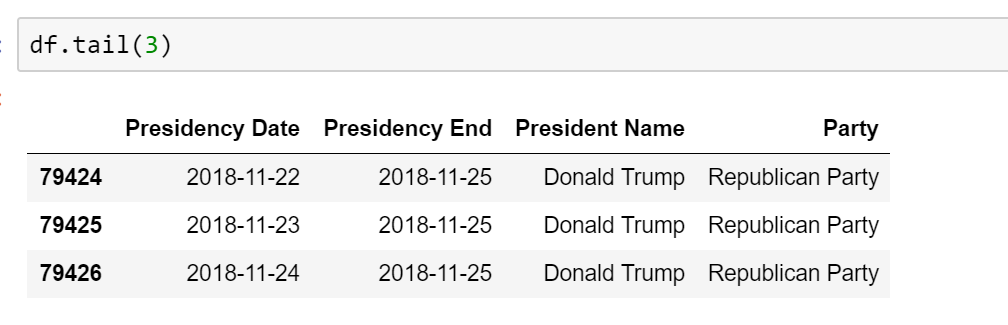 df.tail(3)
Presidency Date Presidency End President Name Party
79424 2018-11-22 2018-11-25 Donald Trump Republican Party
79425 2018-11-23 2018-11-25 Donald Trump Republican Party
79426 2018-11-24 2018-11-25 Donald Trump Republican Party